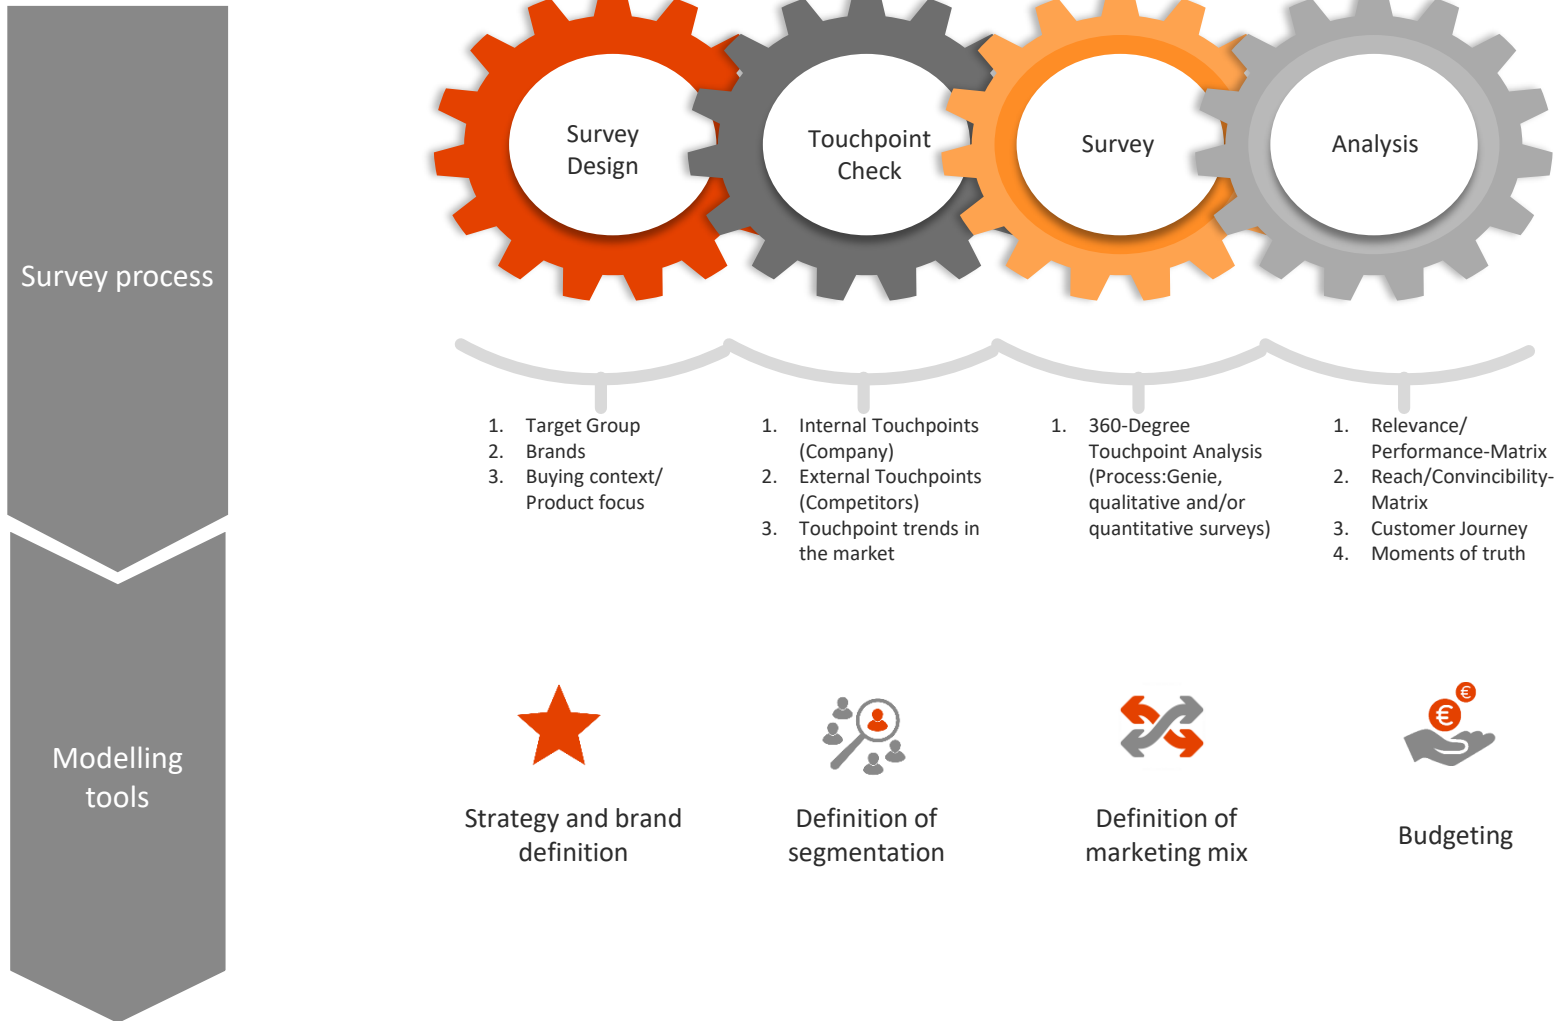 Survey process
Survey
Design
Touchpoint
Check
Survey
Analysis
1. Target Group
2. Brands
3. Buying context/
Product focus
1. Internal Touchpoints
(Company)
2. External Touchpoints
(Competitors)
3. Touchpoint trends in
the market
1. 360-Degree
Touchpoint Analysis
(Process:Genie,
qualitative and/or
quantitative surveys)
1. Relevance/
Performance-Matrix
2. Reach/Convincibility-
Matrix
3. Customer Journey
4. Moments of truth
Modelling
tools
€
€
Strategy and brand
definition
Definition of
segmentation
Definition of
marketing mix
Budgeting